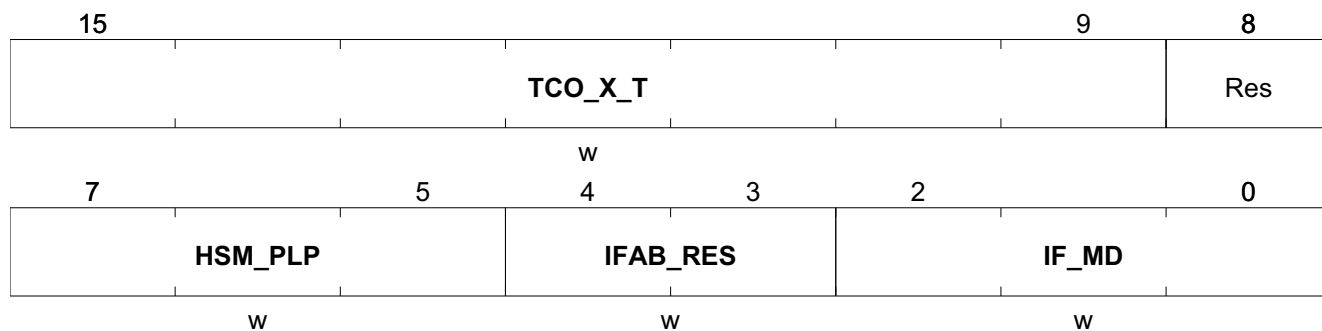 15 9 8
TCO_X_T Res
w
7 5 4 3 2 0
HSM_PLP IFAB_RES IF_MD
w w w